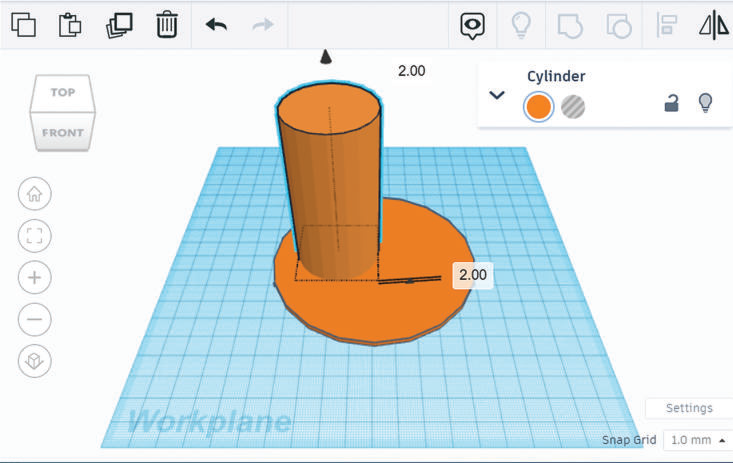 2.00
Cylinder
TOP
FRONT
2.00
Workplane
Settings
Snap Grid 1.0 mm